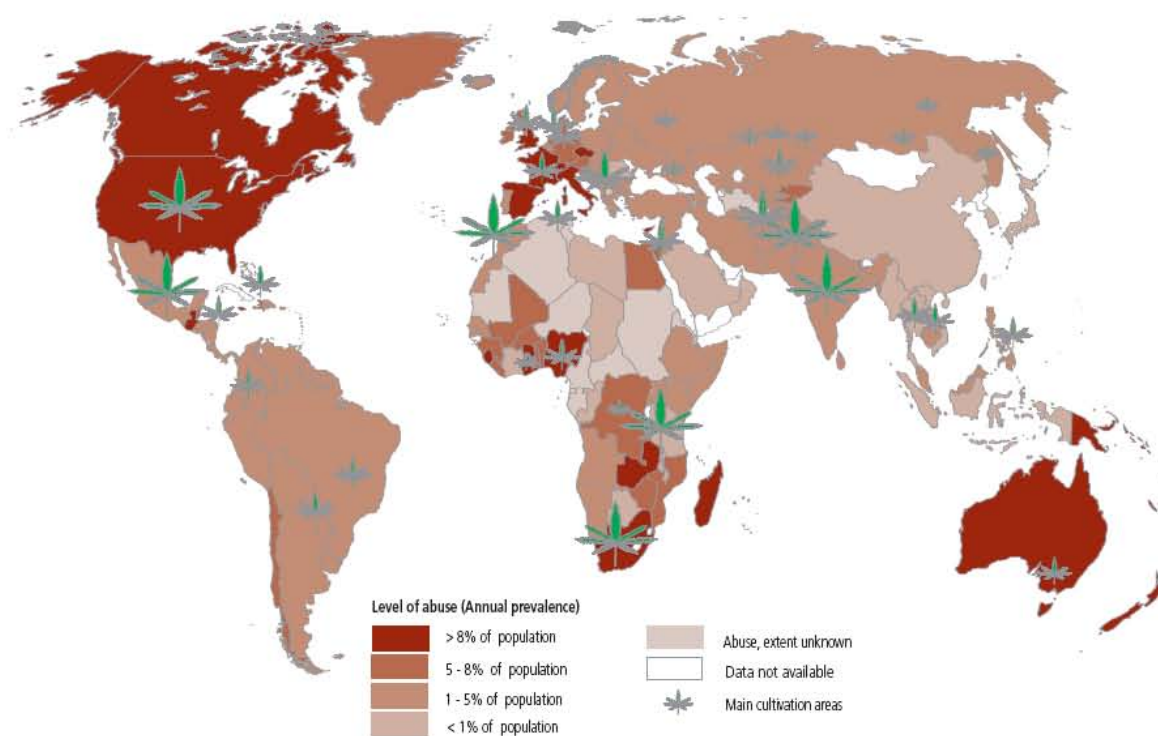 Level of abuse (Annual prevalence)
> 8% of population
5 - 8% of population
1 - 5% of population
< 1% of population
Abuse, extent unknown
Data not available
Main cultivation areas